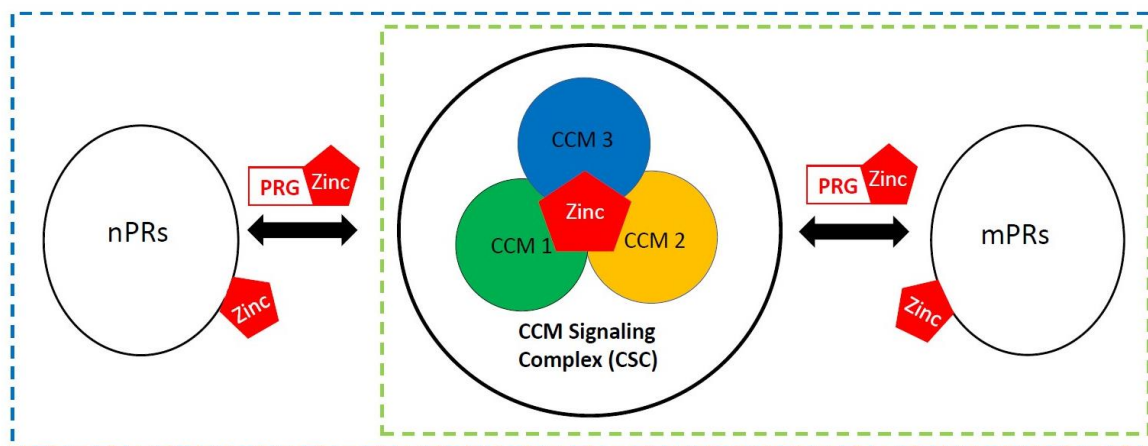 nPRs
PRG
Zinc
Zinc
CCM 3
Zinc
CCM 1
CCM 2
CCM Signaling
Complex (CSC)
PRG
Zinc
Zinc
mPRs